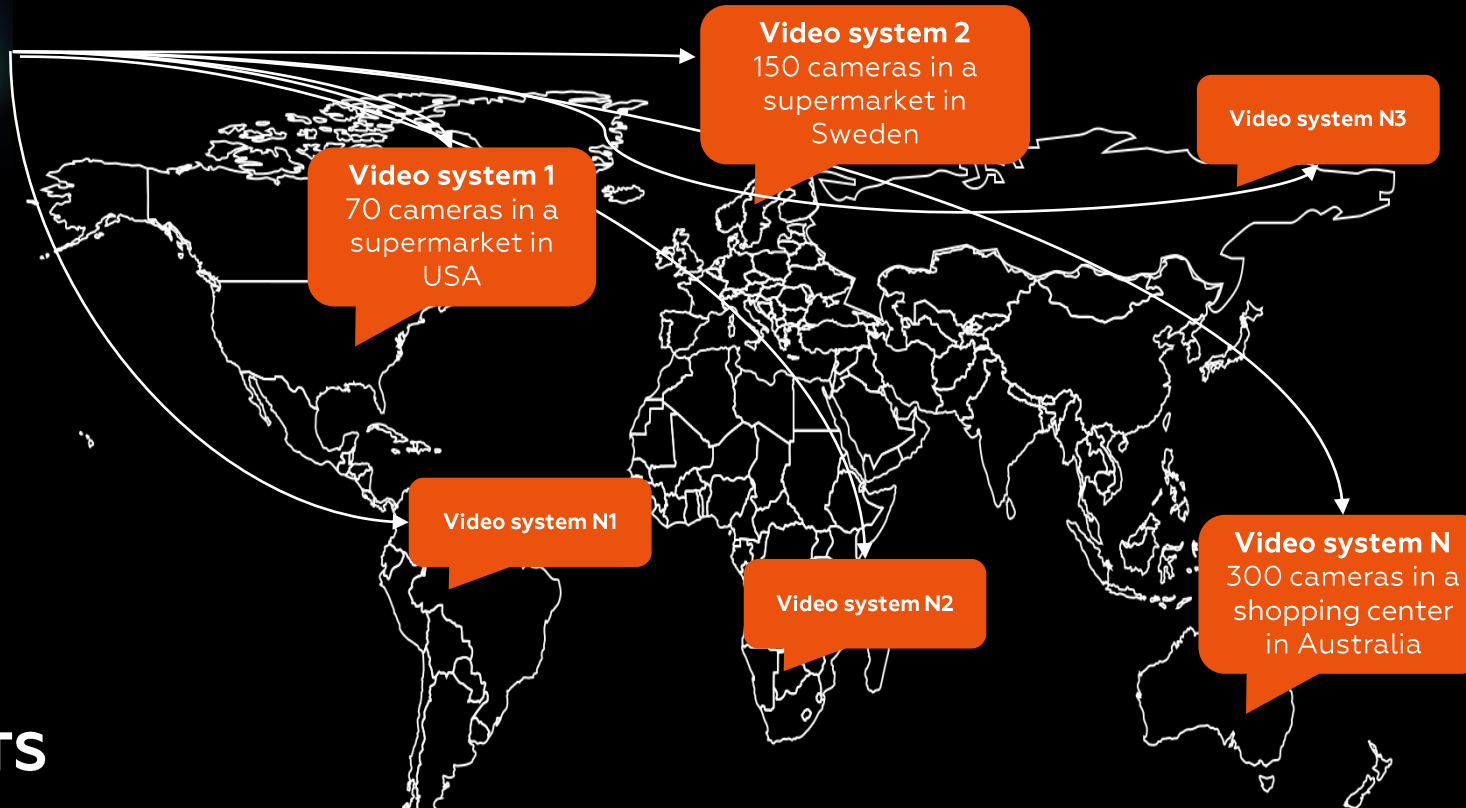 Video system 2
150 cameras in a
supermarket in
Sweden
Video system N3
Video system 1
70 cameras in a
supermarket in
USA
Video system N1
Video system N2
Video system N
300 cameras in a
shopping center
in Australia
TS